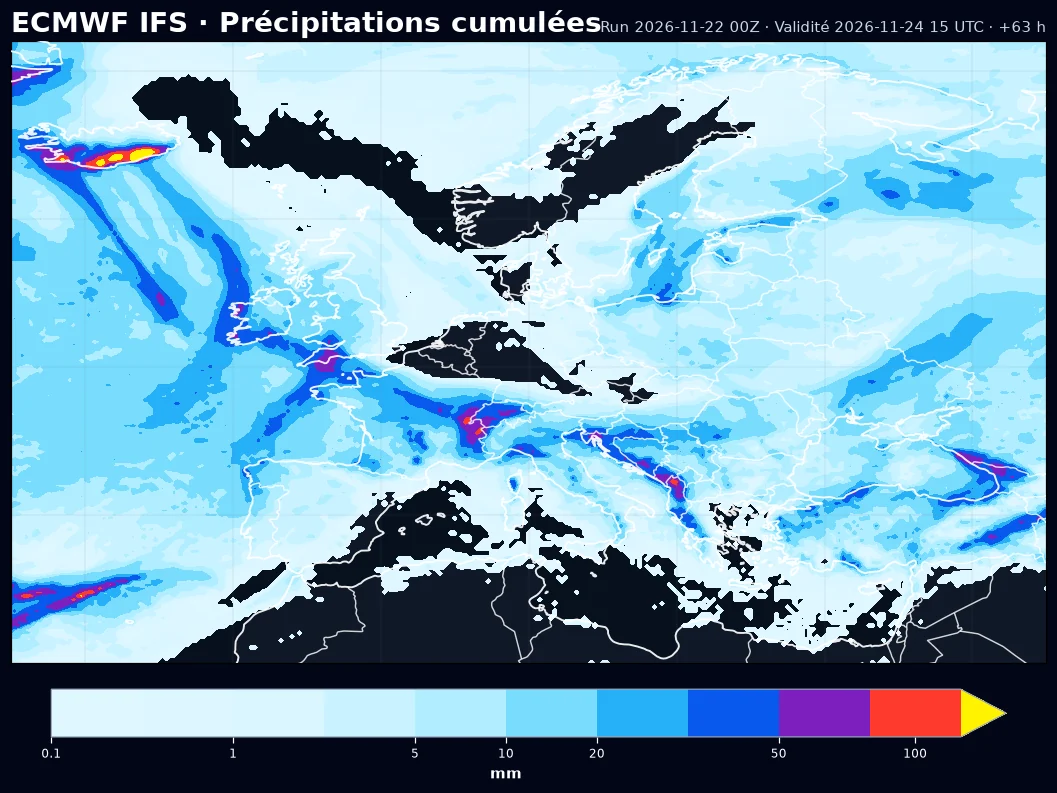 ECMWF IFS · Précipitations cumulées
Run 2026-11-22 00Z · Validité 2026-11-24 15 UTC · +63 h
0.1 1 5 10 20 50 100
mm